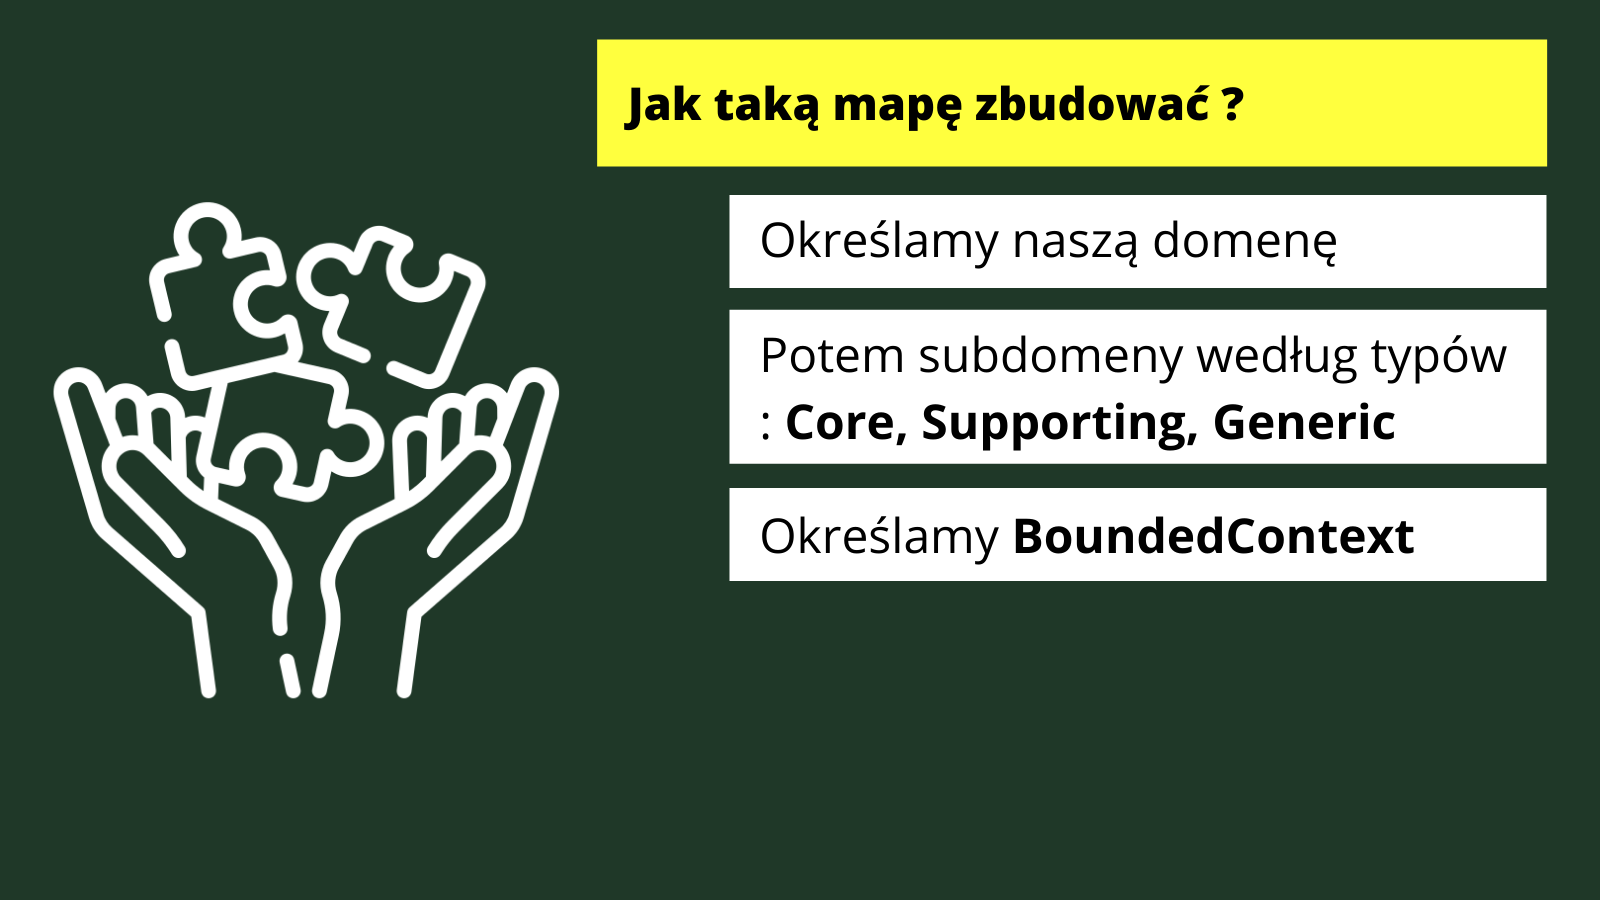 Jak taką mapę zbudować ?
Określamy naszą domenę
Potem subdomeny według typów
: Core, Supporting, Generic
Określamy BoundedContext